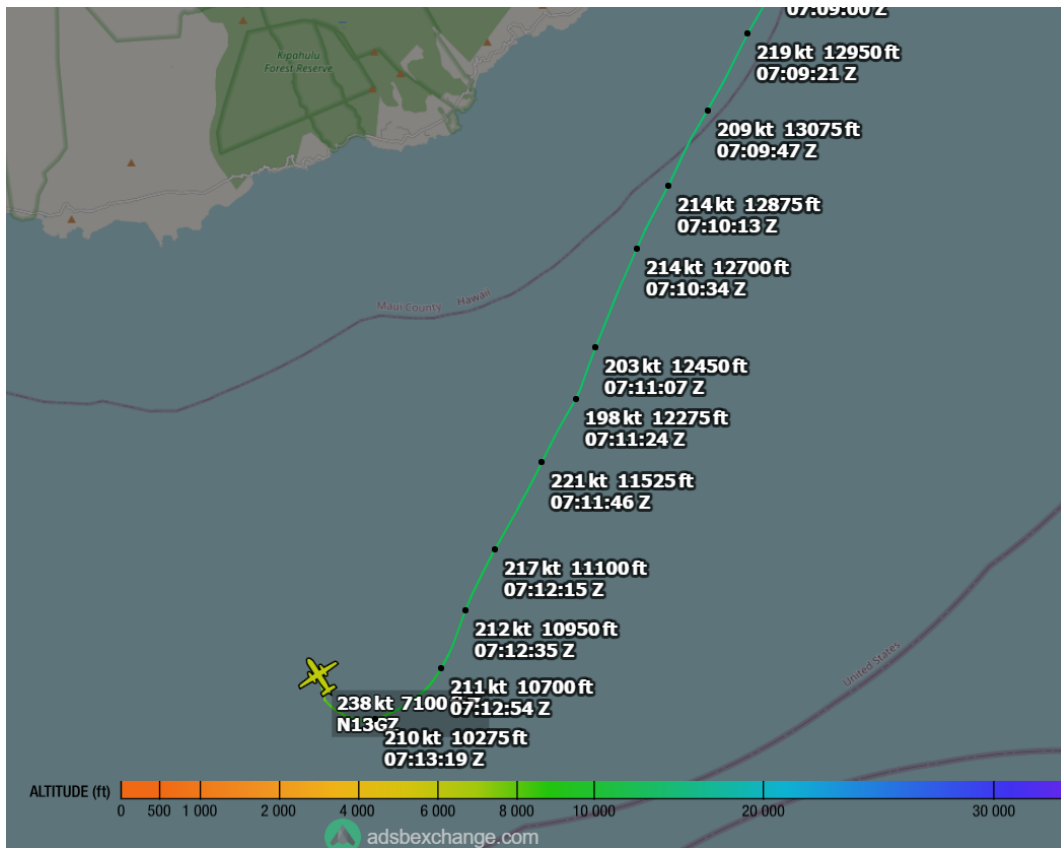 07:09:00 Z
219 kt 12950 ft
07:09:21 Z
Kipahulu
Forest Reserve
209 kt 13075 ft
07:09:47 Z
214 kt 12875 ft
07:10:13 Z
214 kt 12700 ft
07:10:34 Z
Maui County Hawaii
203 kt 12450 ft
07:11:07 Z
198 kt 12275 ft
07:11:24 Z
221 kt 11525 ft
07:11:46 Z
217 kt 11100 ft
07:12:15 Z
212 kt 10950 ft
07:12:35 Z
United States
211 kt 10700 ft
07:12:54 Z
238 kt 7100
N13GZ
210 kt 10275 ft
07:13:19 Z
ALTITUDE (ft)
0 500 1 000 2 000 4 000 6 000 8 000 10 000 20 000 30 000
adsbexchange.com